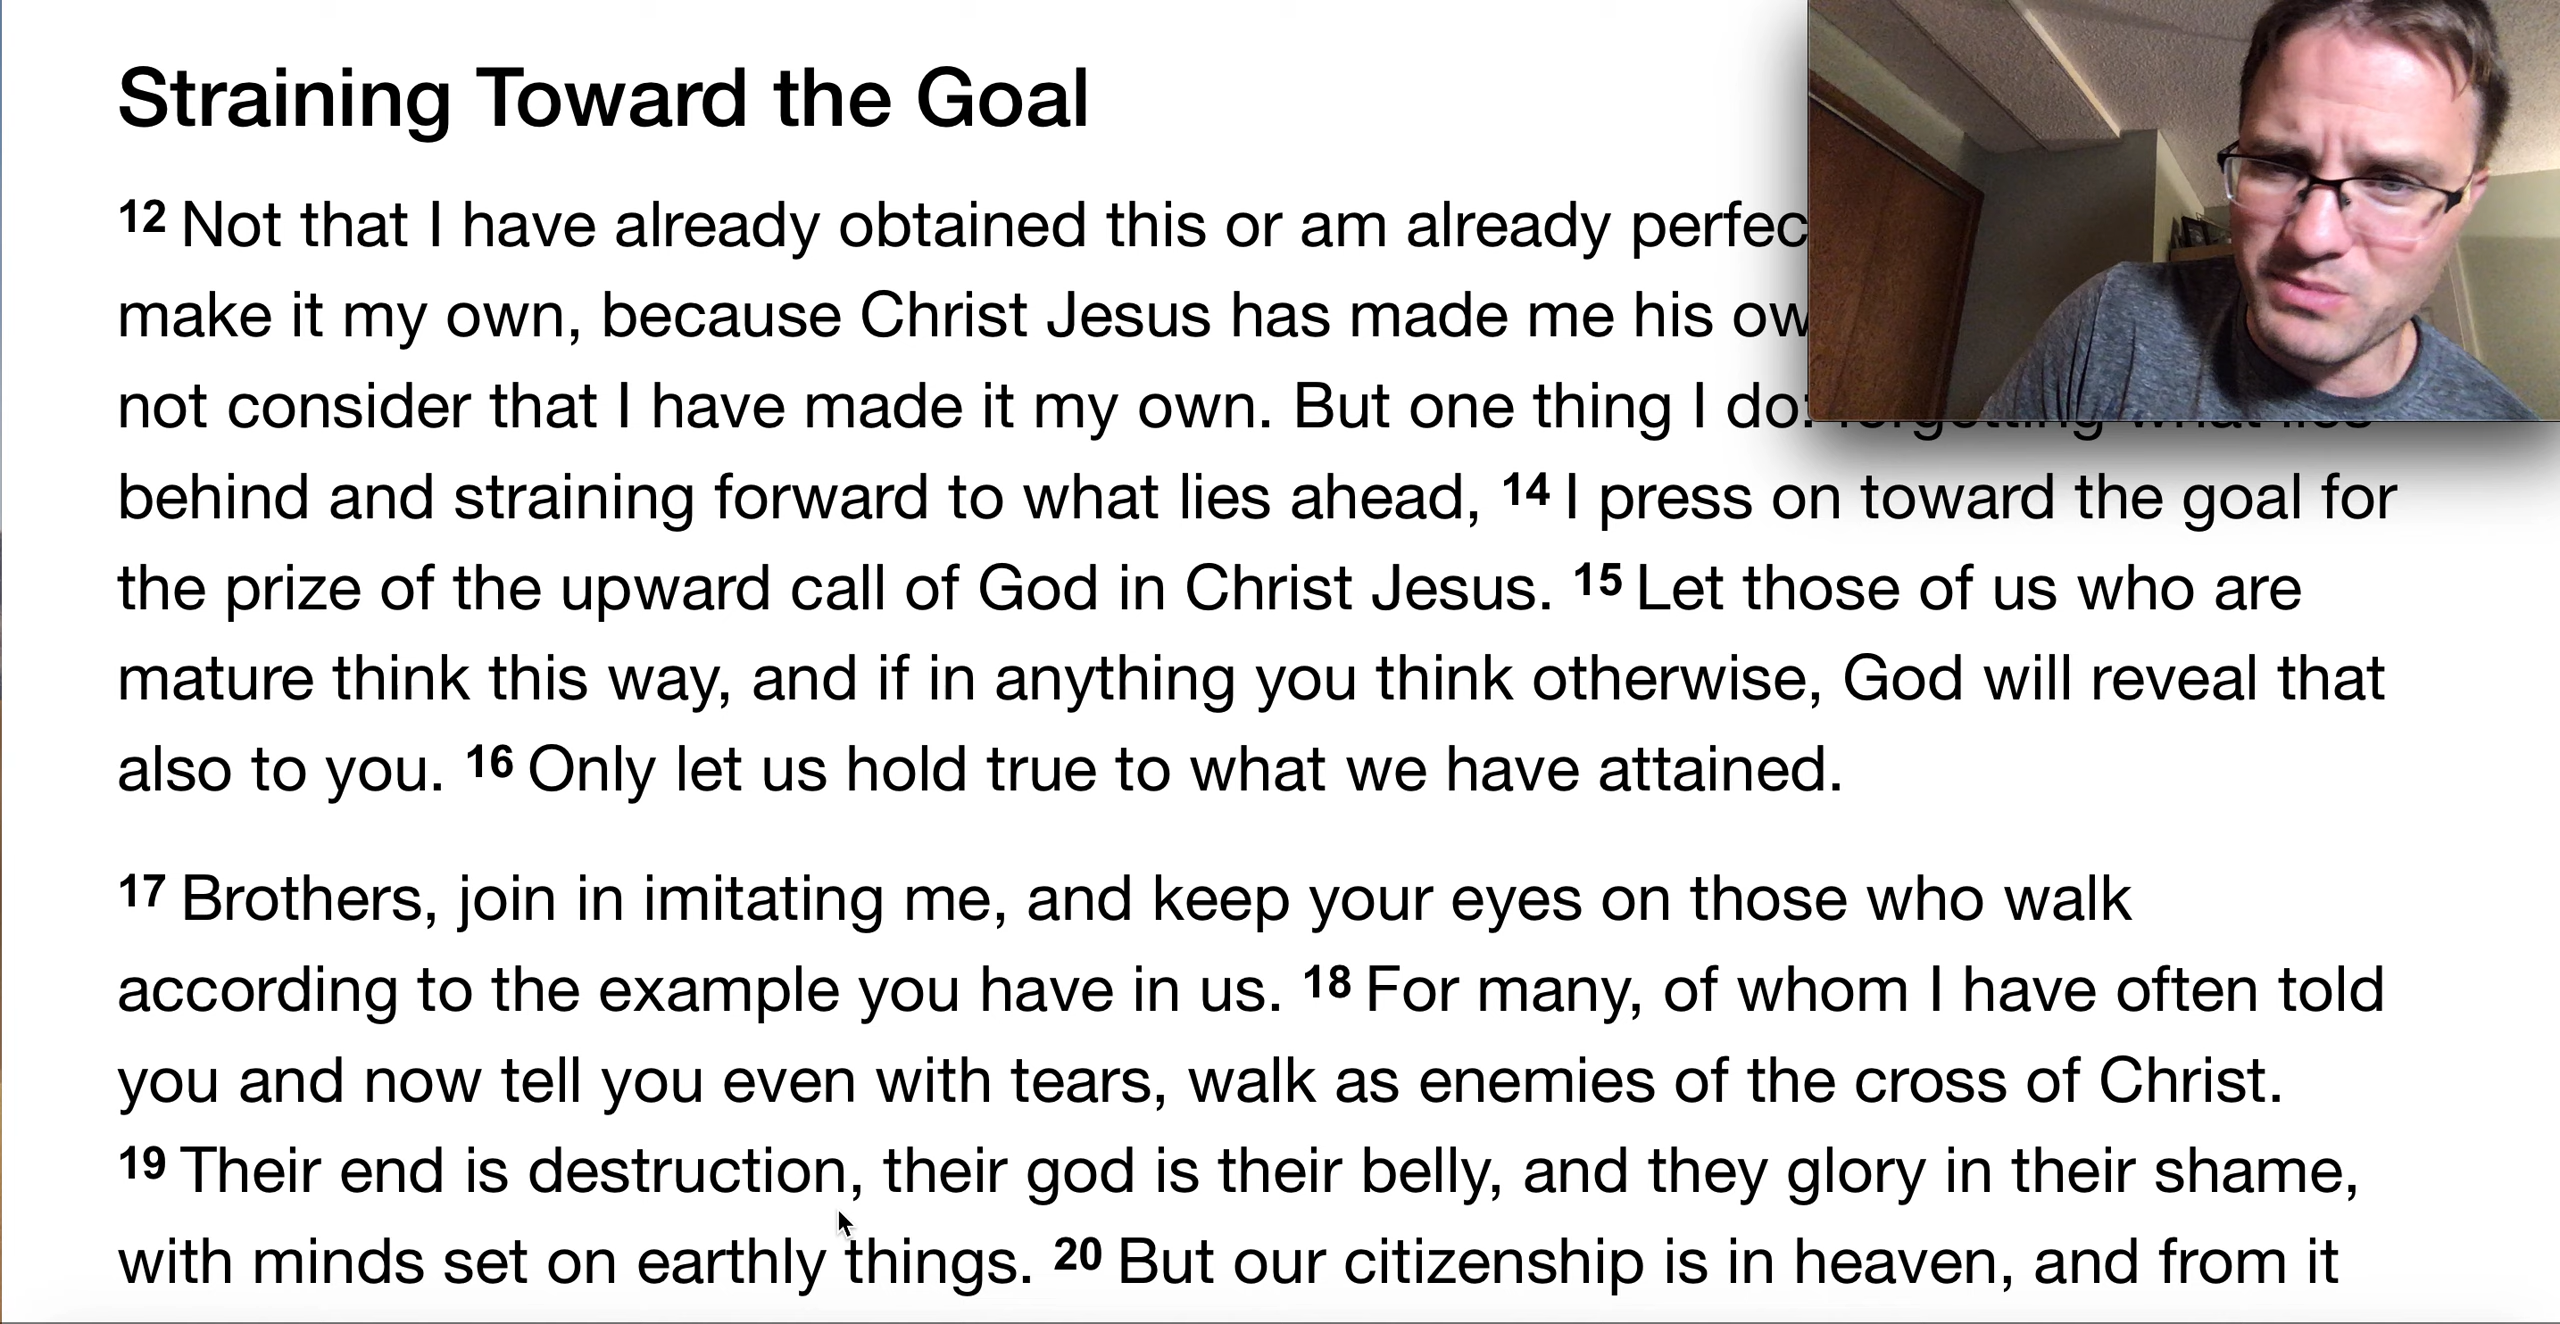 Straining Toward the Goal
12 Not that I have already obtained this or am already perfec
make it my own, because Christ Jesus has made me his ow
not consider that I have made it my own. But one thing I do: forgetting what lies
behind and straining forward to what lies ahead, 14 I press on toward the goal for
the prize of the upward call of God in Christ Jesus. 15 Let those of us who are
mature think this way, and if in anything you think otherwise, God will reveal that
also to you. 16 Only let us hold true to what we have attained.
17 Brothers, join in imitating me, and keep your eyes on those who walk
according to the example you have in us. 18 For many, of whom I have often told
you and now tell you even with tears, walk as enemies of the cross of Christ.
19 Their end is destruction, their god is their belly, and they glory in their shame,
with minds set on earthly things. 20 But our citizenship is in heaven, and from it